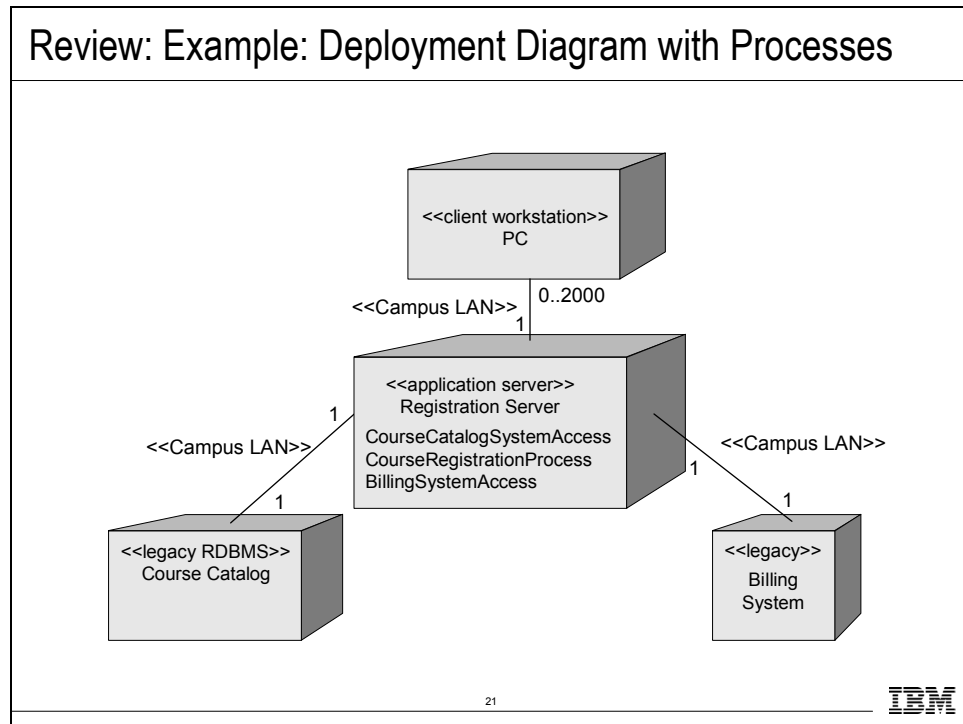 Review: Example: Deployment Diagram with Processes
<<client workstation>>
PC
0..2000
<<Campus LAN>>
1
<<application server>>
Registration Server
CourseCatalogSystemAccess
CourseRegistrationProcess
BillingSystemAccess
1
<<Campus LAN>>
1
<<Campus LAN>>
1
1
<<legacy RDBMS>>
Course Catalog
<<legacy>>
Billing
System
21
IBM